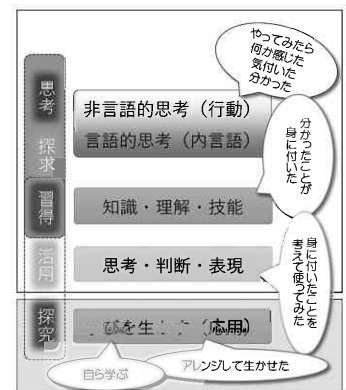 思考
探求
習得
活用
探究
非言語的思考（行動）
言語的思考（内言語）
知識・理解・技能
思考・判断・表現
びを生
応用）
やってみたら
何か感じた
気付いた
分かった
分かったことが
身に付いた
身に付いたことを
考えて使ってみた
自ら学ぶ
アレンジして生かせた